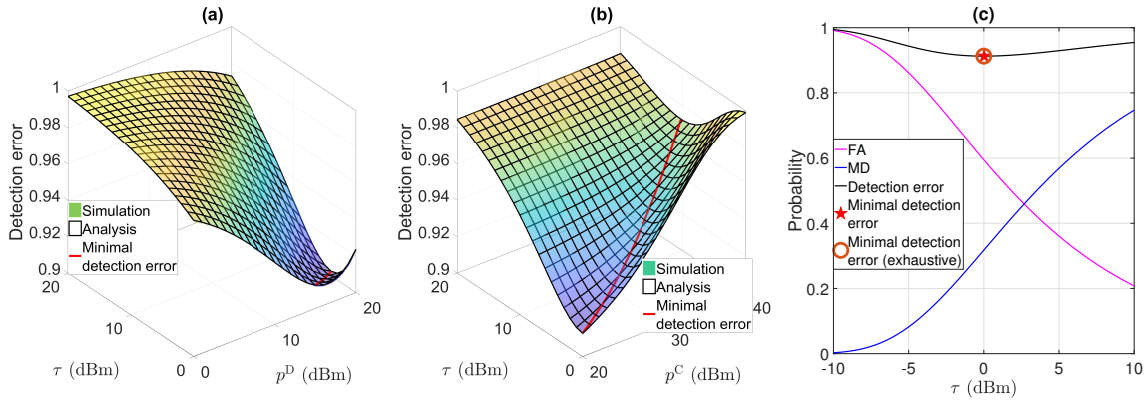 (a)
Detection error
1
0.98
0.96
0.94
0.92
0.9
20
10
0
0
10
20
τ (dBm)
p^D (dBm)
Simulation
Analysis
Minimal
detection error
(b)
Detection error
1
0.98
0.96
0.94
0.92
0.9
20
10
0
20
30
40
τ (dBm)
p^C (dBm)
Simulation
Analysis
Minimal
detection error
(c)
Probability
1
0.8
0.6
0.4
0.2
0
-10
-5
0
5
10
τ (dBm)
FA
MD
Detection error
Minimal detection
error
Minimal detection
error (exhaustive)